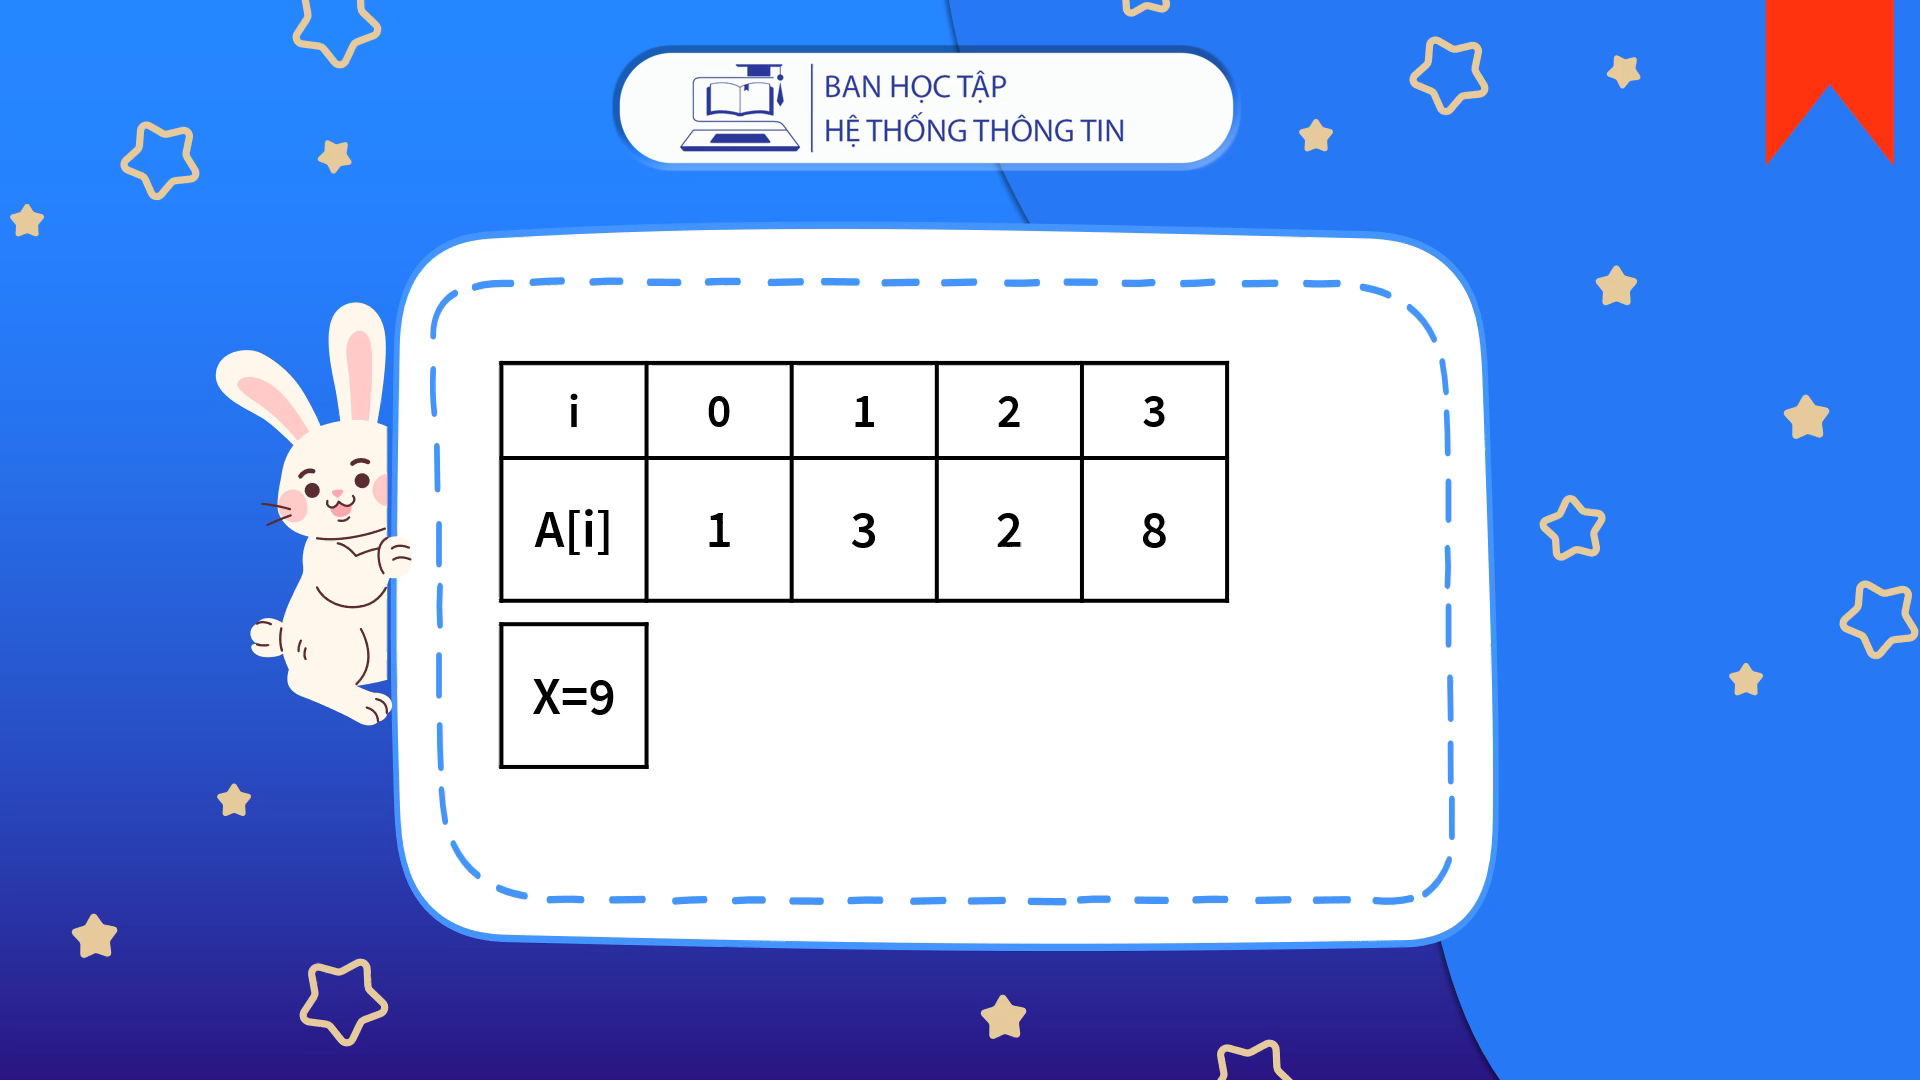 BAN HỌC TẬP
HỆ THỐNG THÔNG TIN
i 0 1 2 3
A[i] 1 3 2 8
X=9